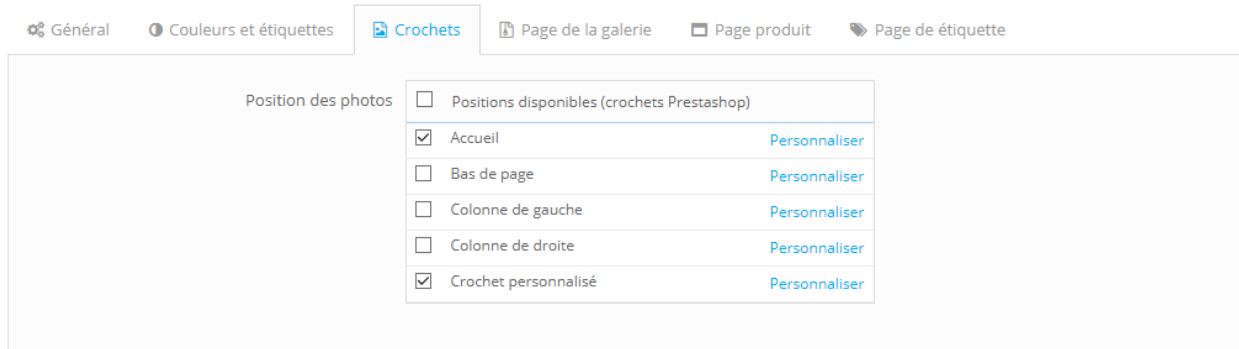 Général Couleurs et étiquettes Crochets Page de la galerie Page produit Page de étiquette
Position des photos Positions disponibles (crochets Prestashop)
Accueil Personnaliser
Bas de page Personnaliser
Colonne de gauche Personnaliser
Colonne de droite Personnaliser
Crochet personnalisé Personnaliser